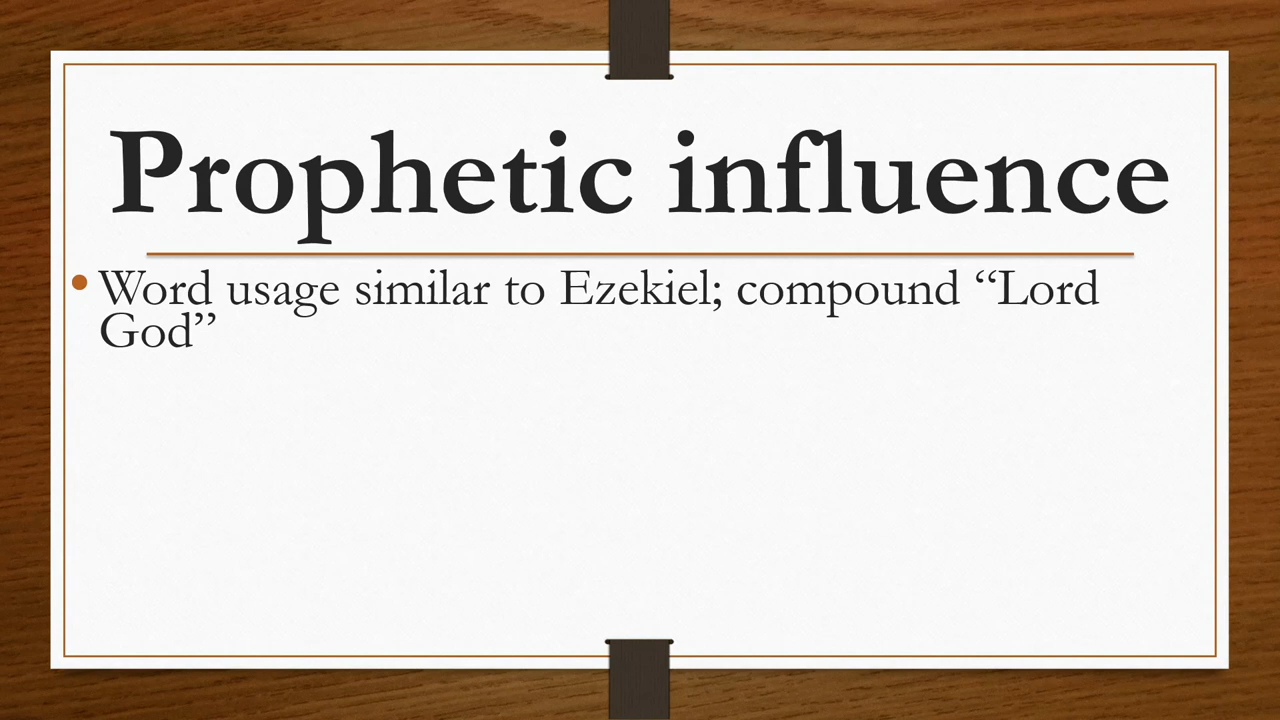 Prophetic influence
• Word usage similar to Ezekiel; compound “Lord
God”